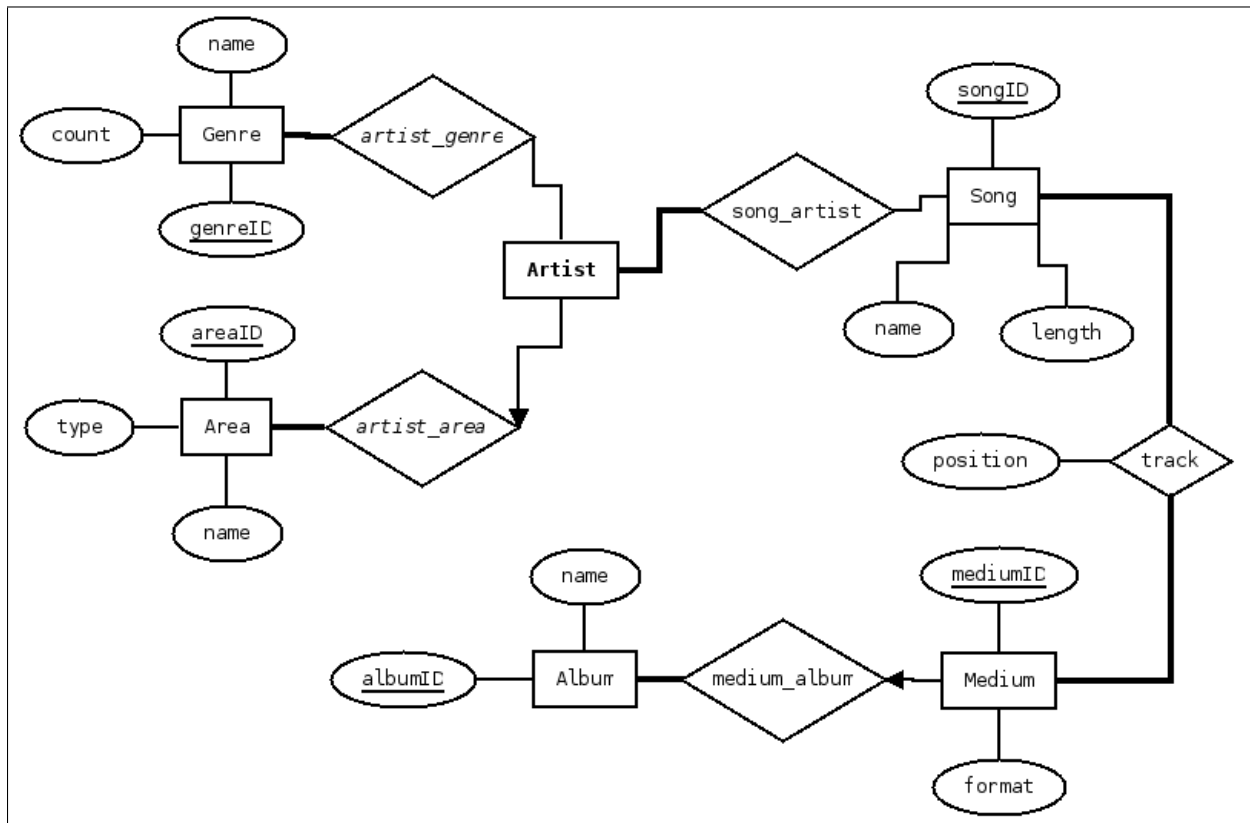 name
songID
count
Genre
artist_genre
genreID
song_artist
Song
Artist
areaID
name
length
type
Area
artist_area
position
track
name
name
mediumID
albumID
Album
medium_album
Medium
format